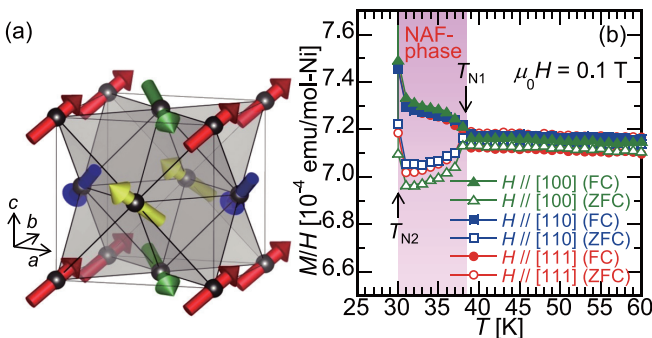 (a)
c
b
a
(b)
NAF-
phase
T_N1
μ₀H = 0.1 T
T_N2
H // [100] (FC)
H // [100] (ZFC)
H // [110] (FC)
H // [110] (ZFC)
H // [111] (FC)
H // [111] (ZFC)
M/H [10⁻⁴ emu/mol-Ni]
7.6
7.4
7.2
7.0
6.8
6.6
25 30 35 40 45 50 55 60
T [K]